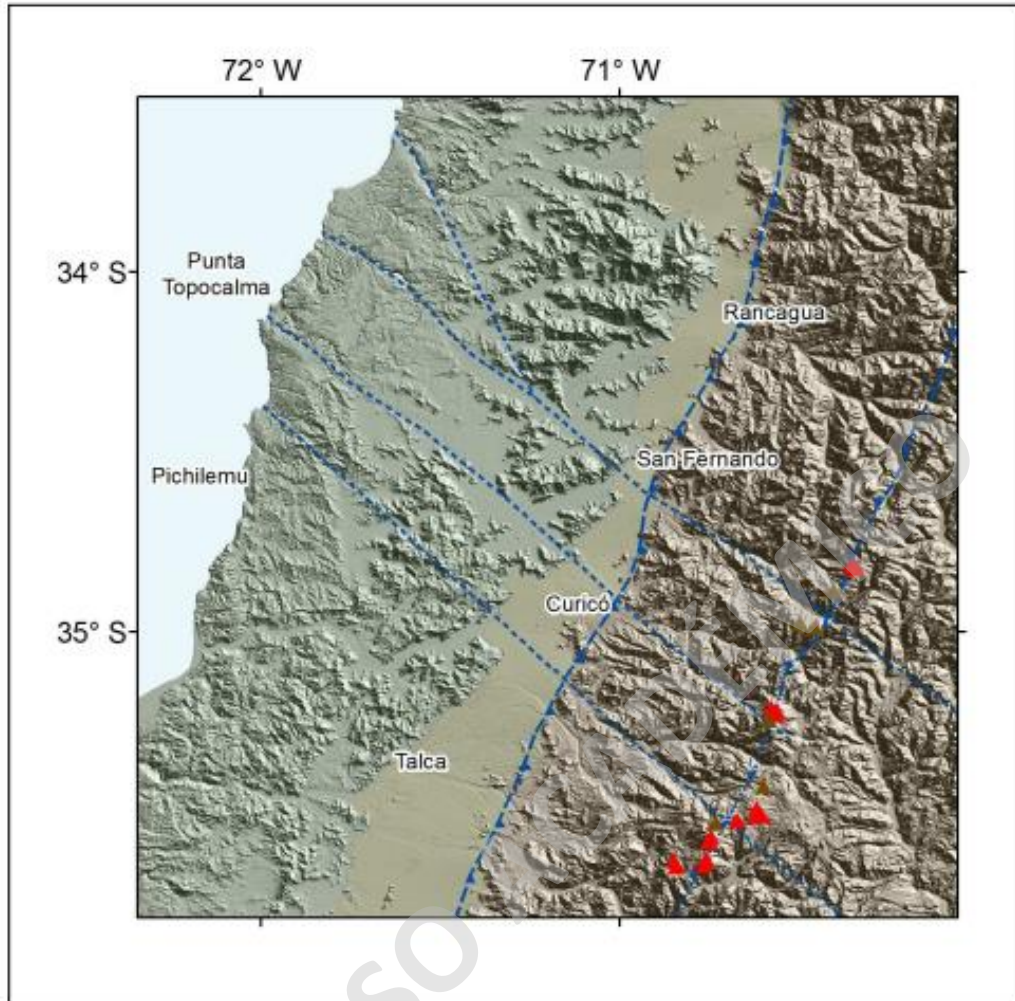 72° W
71° W
34° S
Punta
Topocalma
Rancagua
San Fernando
Pichilemu
Curicó
35° S
Talca